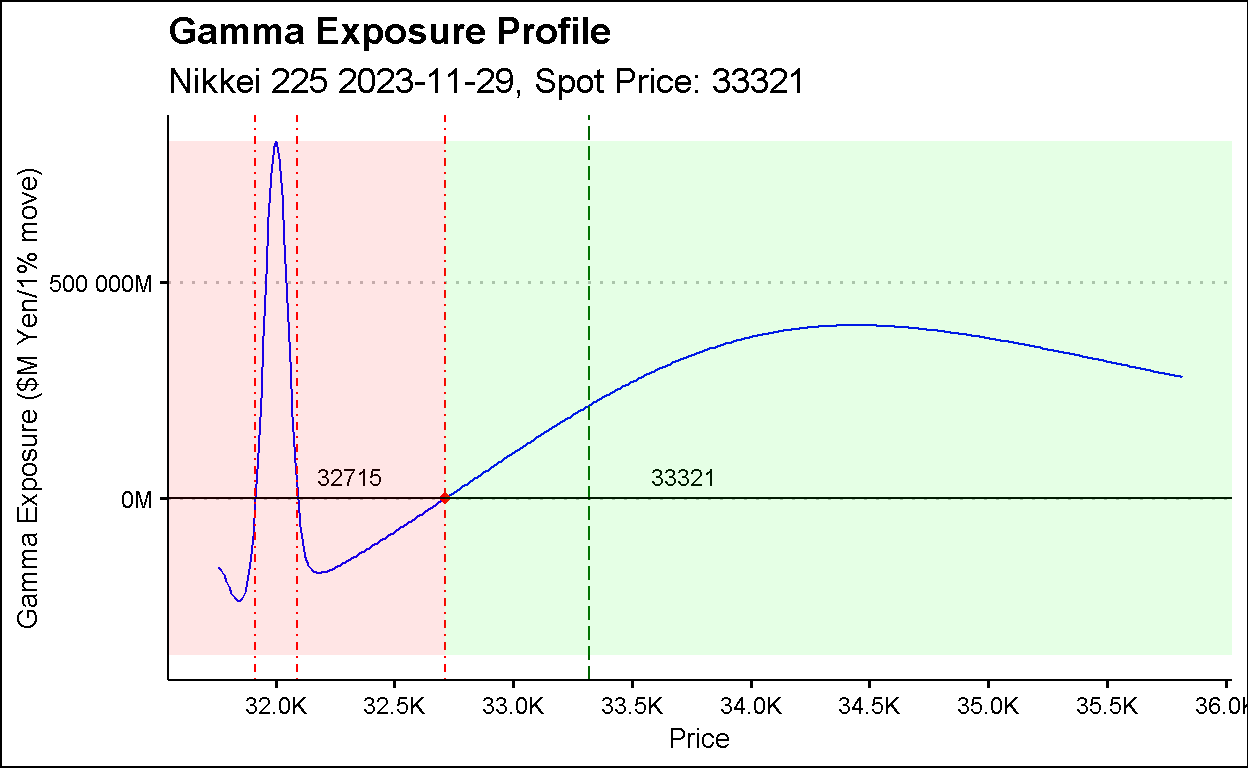 Gamma Exposure Profile
Nikkei 225 2023-11-29, Spot Price: 33321
Gamma Exposure ($M Yen/1% move)
500 000M
0M
32715
33321
32.0K
32.5K
33.0K
33.5K
34.0K
34.5K
35.0K
35.5K
36.0K
Price